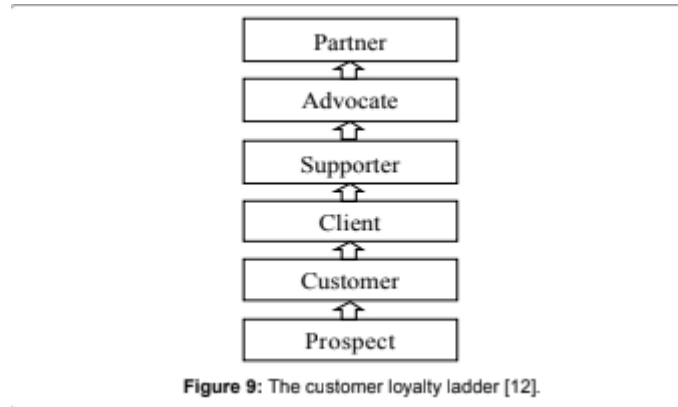 Partner
Advocate
Supporter
Client
Customer
Prospect
Figure 9: The customer loyalty ladder [12].